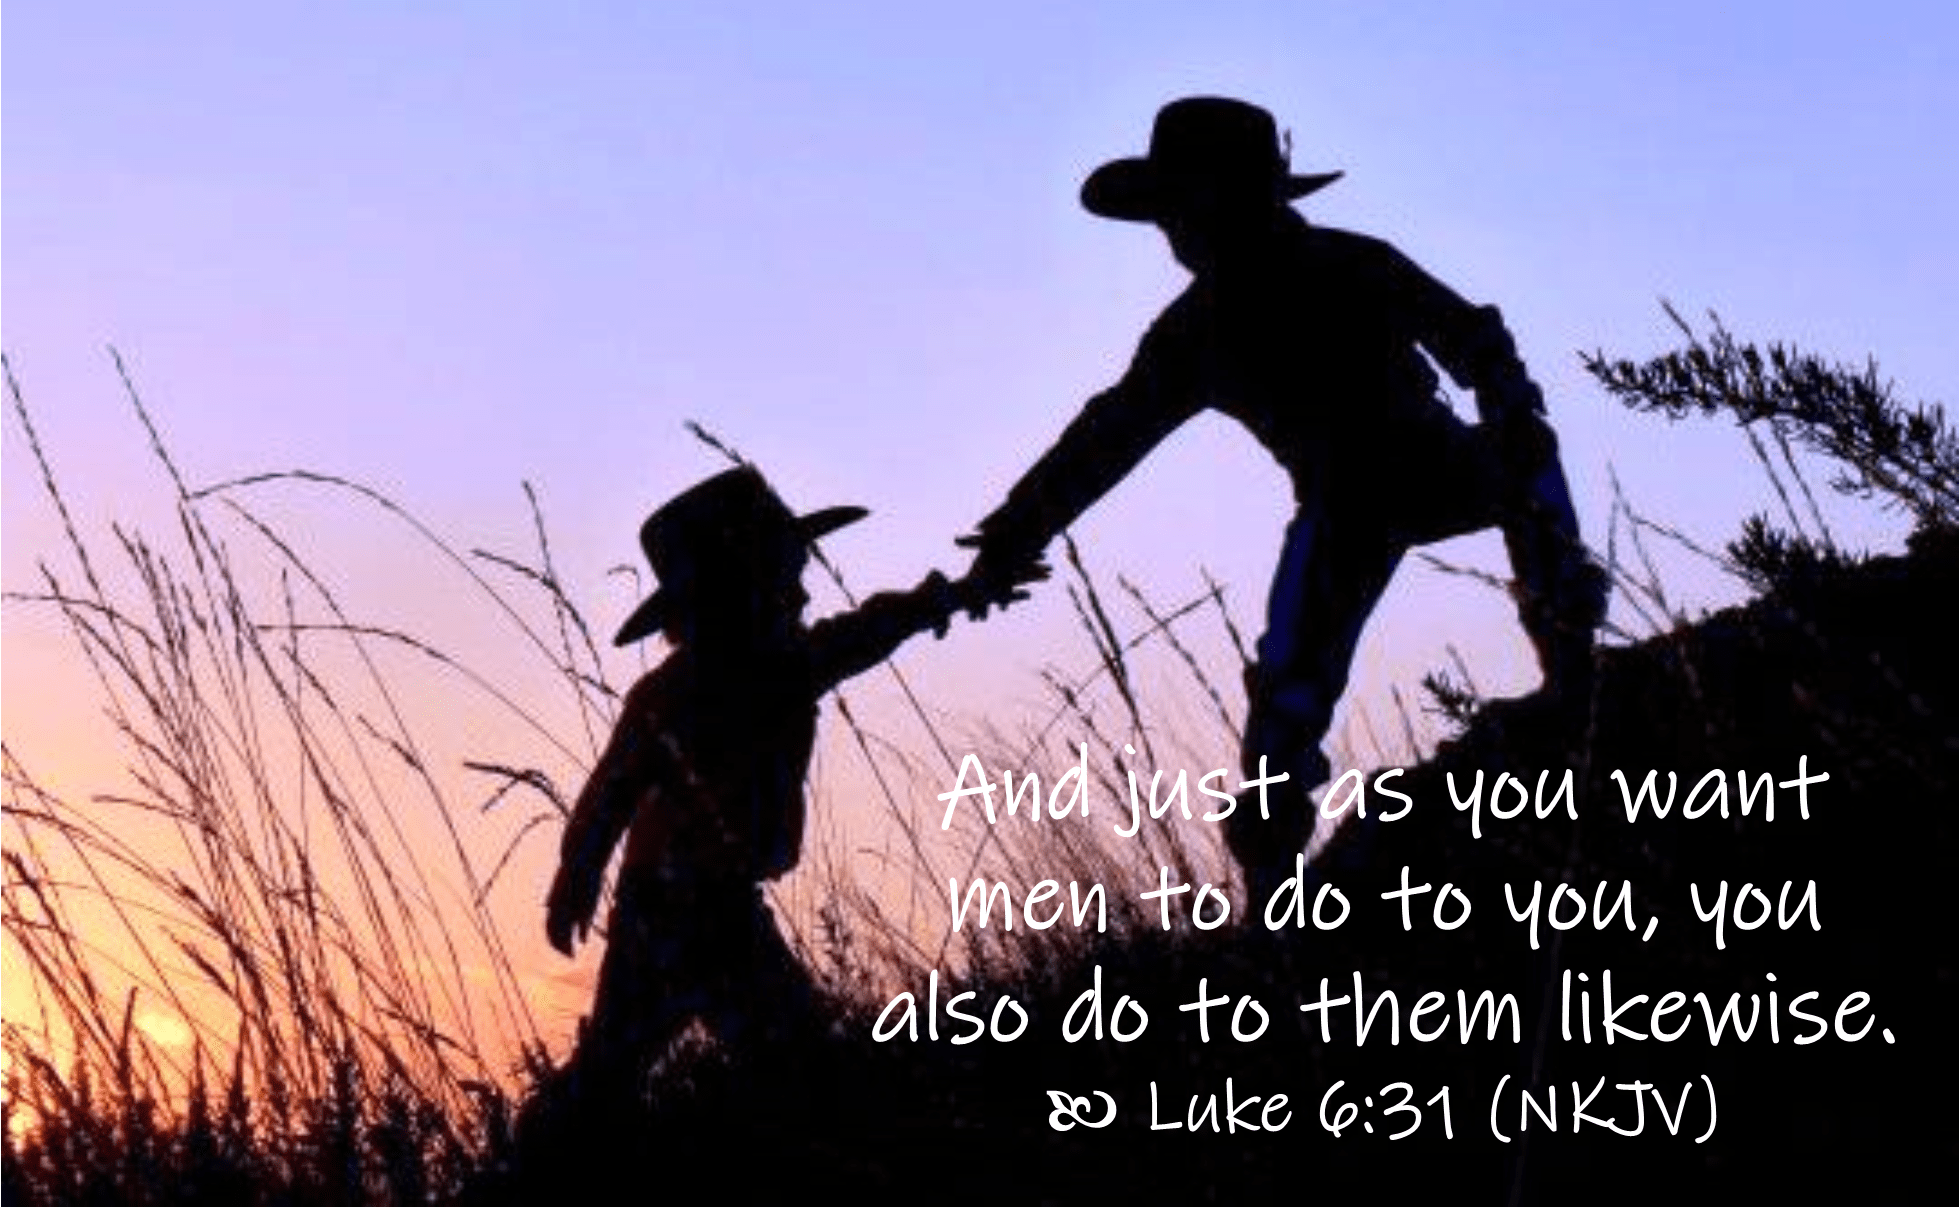 And just as you want
men to do to you, you
also do to them likewise.
Luke 6:31 (NKJV)